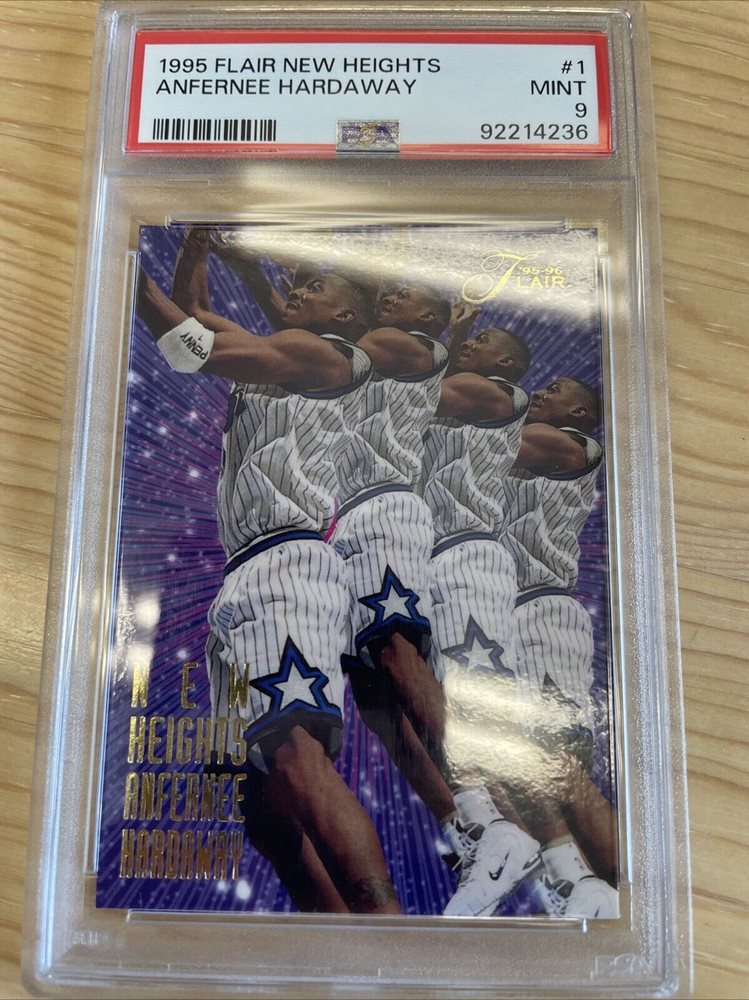 1995 FLAIR NEW HEIGHTS #1
ANFERNEE HARDAWAY MINT
9
92214236
PSA
'95-96
FLAIR
PENNY
1
NEW
HEIGHTS
ANFERNEE
HARDAWAY